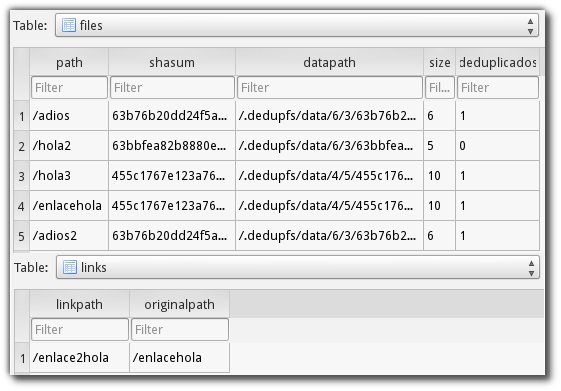 Table: files
path shasum datapath size deduplicados
Filter Filter Filter Fil... Filter
1 /adios 63b76b20dd24f5a... /.dedupfs/data/6/3/63b76b2... 6 1
2 /hola2 63bbfea82b8880e... /.dedupfs/data/6/3/63bbfea... 5 0
3 /hola3 455c1767e123a76... /.dedupfs/data/4/5/455c176... 10 1
4 /enlacehola 455c1767e123a76... /.dedupfs/data/4/5/455c176... 10 1
5 /adios2 63b76b20dd24f5a... /.dedupfs/data/6/3/63b76b2... 6 1
Table: links
linkpath originalpath
Filter Filter
1 /enlace2hola /enlacehola